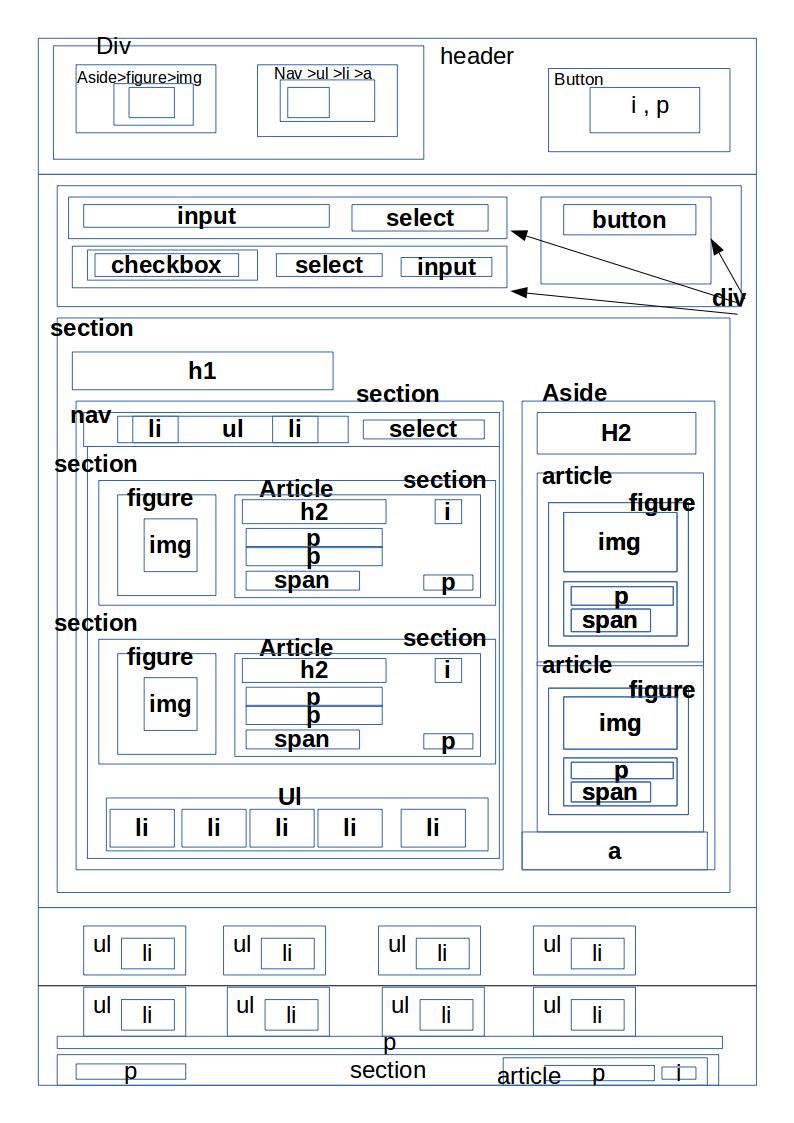 Div
header
Aside>figure>img
Nav >ul >li >a
Button
i , p
input
select
button
checkbox
select
input
div
section
h1
section
Aside
nav
li
ul
li
select
H2
section
figure
Article
section
img
h2
i
p
p
span
p
article
figure
img
p
span
section
figure
Article
section
img
h2
i
p
p
span
p
article
figure
img
p
span
Ul
li
li
li
li
li
a
ul
li
ul
li
ul
li
ul
li
ul
li
ul
li
ul
li
ul
li
p
p
section
article
p
i